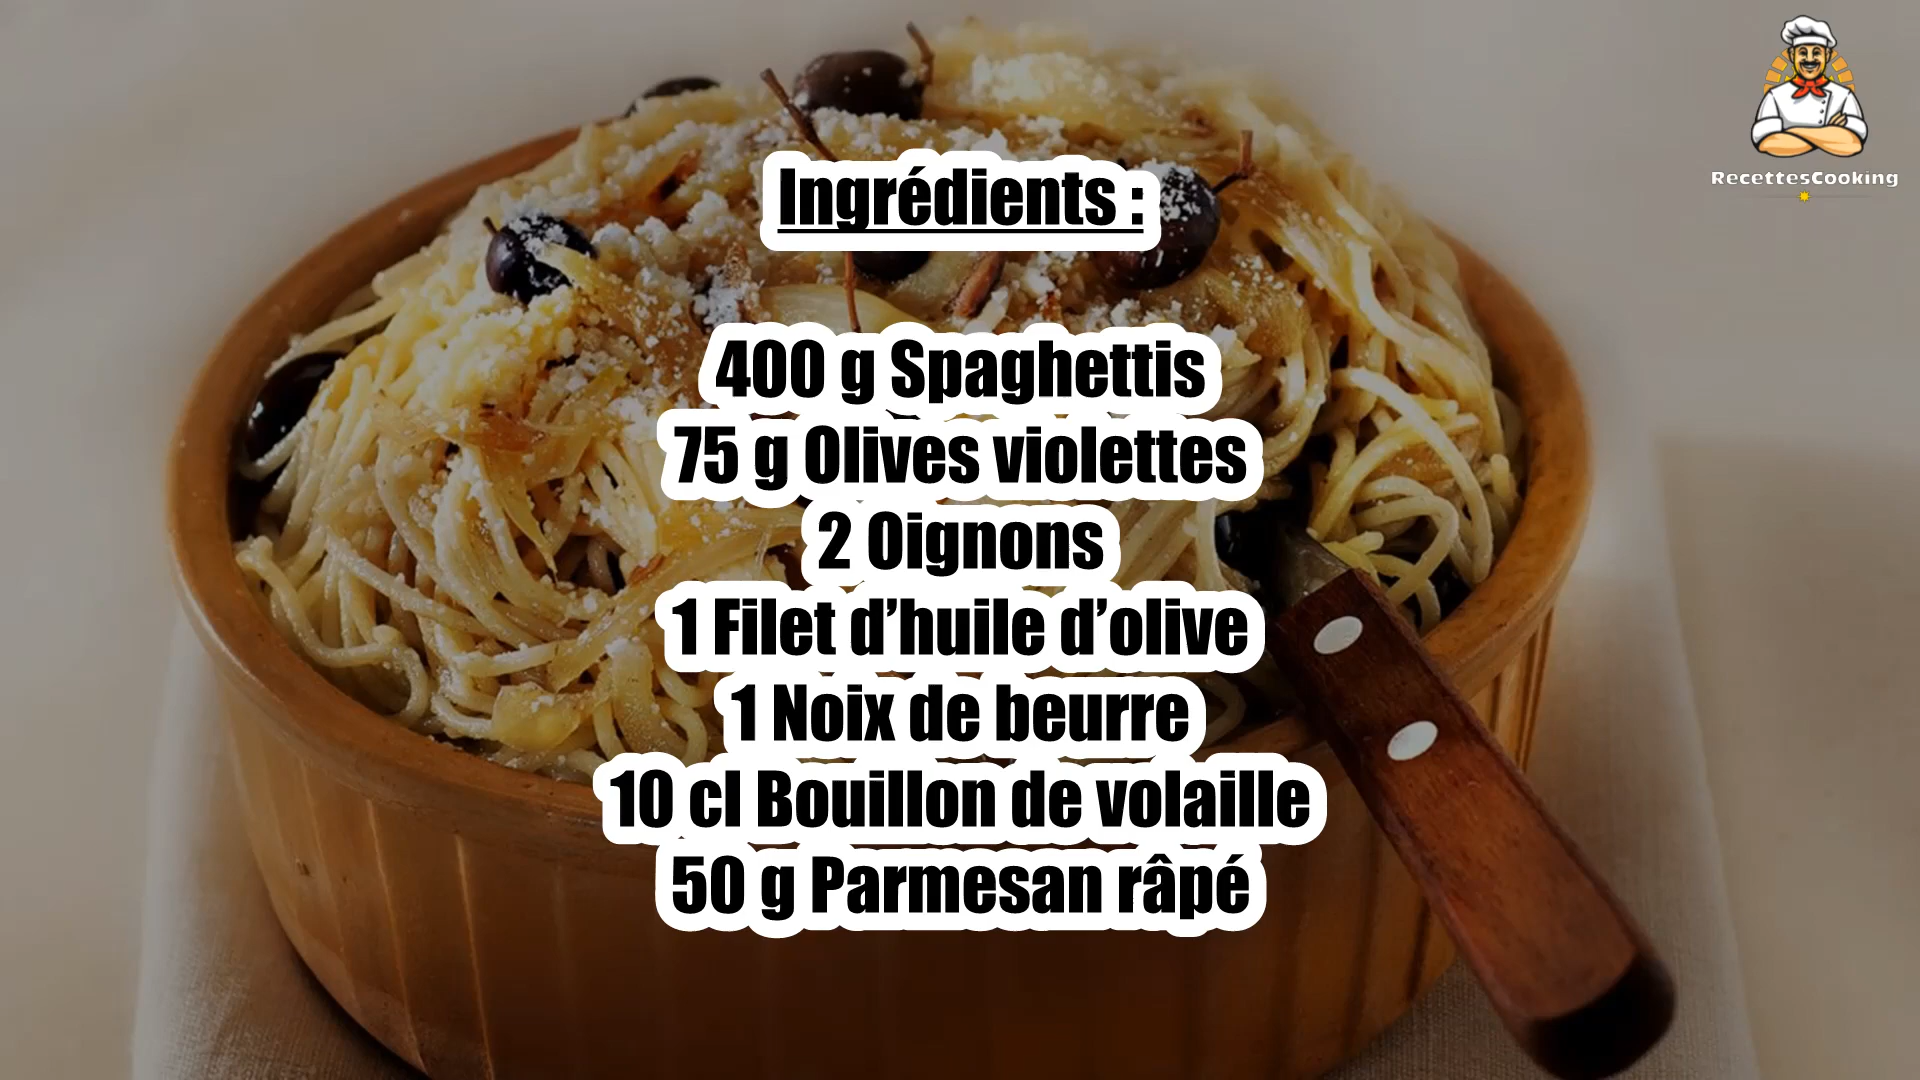 RecettesCooking
Ingrédients :
400 g Spaghettis
75 g Olives violettes
2 Oignons
1 Filet d’huile d’olive
1 Noix de beurre
10 cl Bouillon de volaille
50 g Parmesan râpé